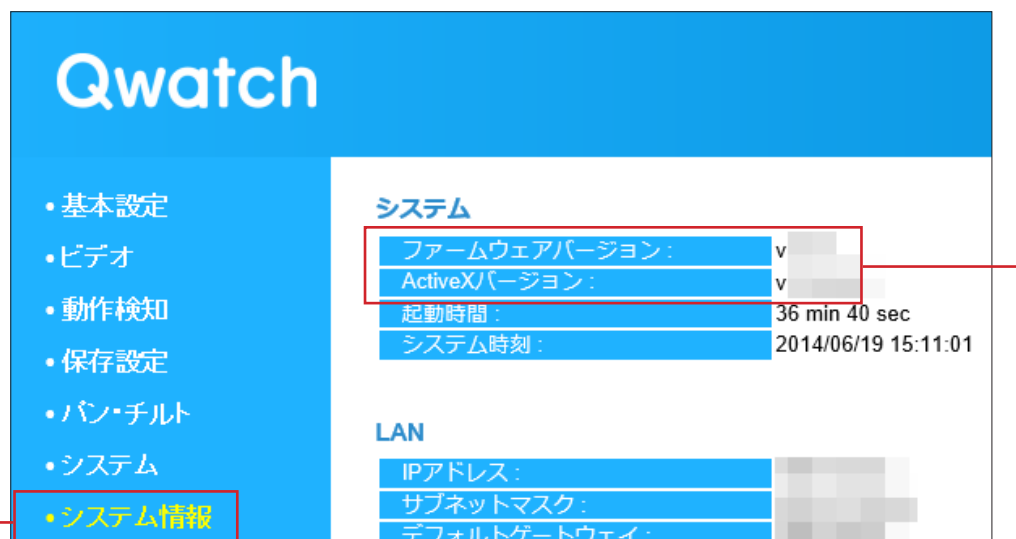 Qwatch
• 基本設定
• ビデオ
• 動作検知
• 保存設定
• パン・チルト
• システム
• システム情報
システム
ファームウェアバージョン : v
ActiveXバージョン : v
起動時間 : 36 min 40 sec
システム時刻 : 2014/06/19 15:11:01
LAN
IPアドレス :
サブネットマスク :
デフォルトゲートウェイ :